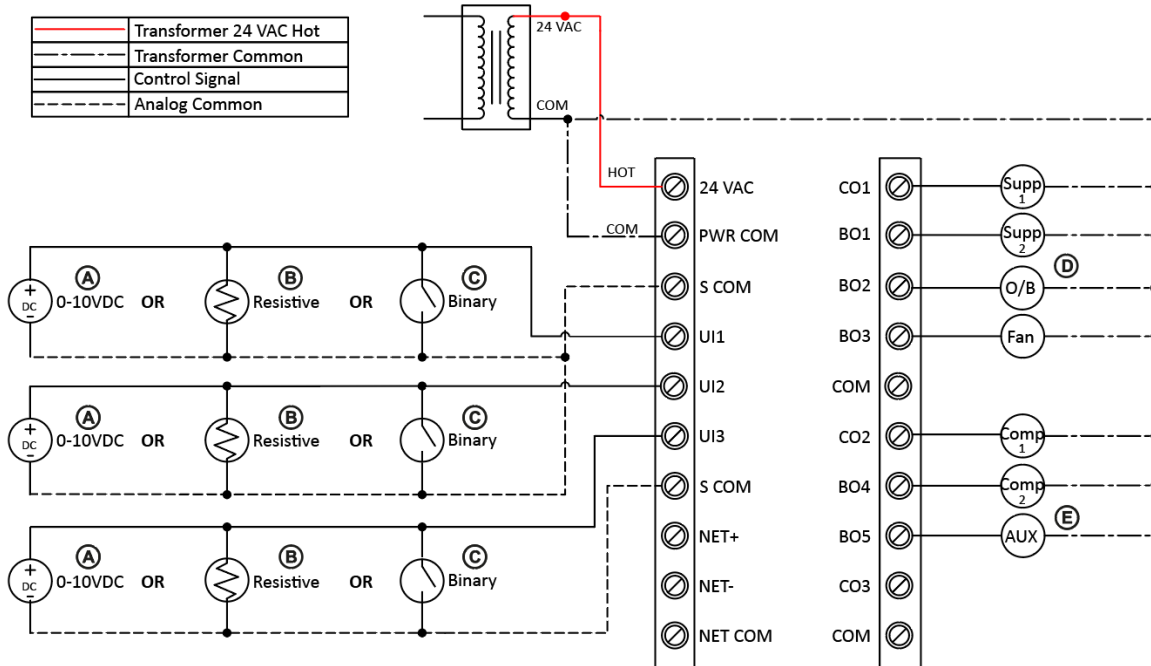 Transformer 24 VAC Hot
Transformer Common
Control Signal
Analog Common
24 VAC
COM
HOT
COM
24 VAC
PWR COM
S COM
UI1
UI2
UI3
S COM
NET+
NET-
NET COM
A
+
DC
-
0-10VDC OR
B
Resistive OR
C
Binary
A
+
DC
-
0-10VDC OR
B
Resistive OR
C
Binary
A
+
DC
-
0-10VDC OR
B
Resistive OR
C
Binary
CO1
Supp
1
BO1
Supp
2
D
BO2
O/B
BO3
Fan
COM
CO2
Comp
1
BO4
Comp
2
E
BO5
AUX
CO3
COM